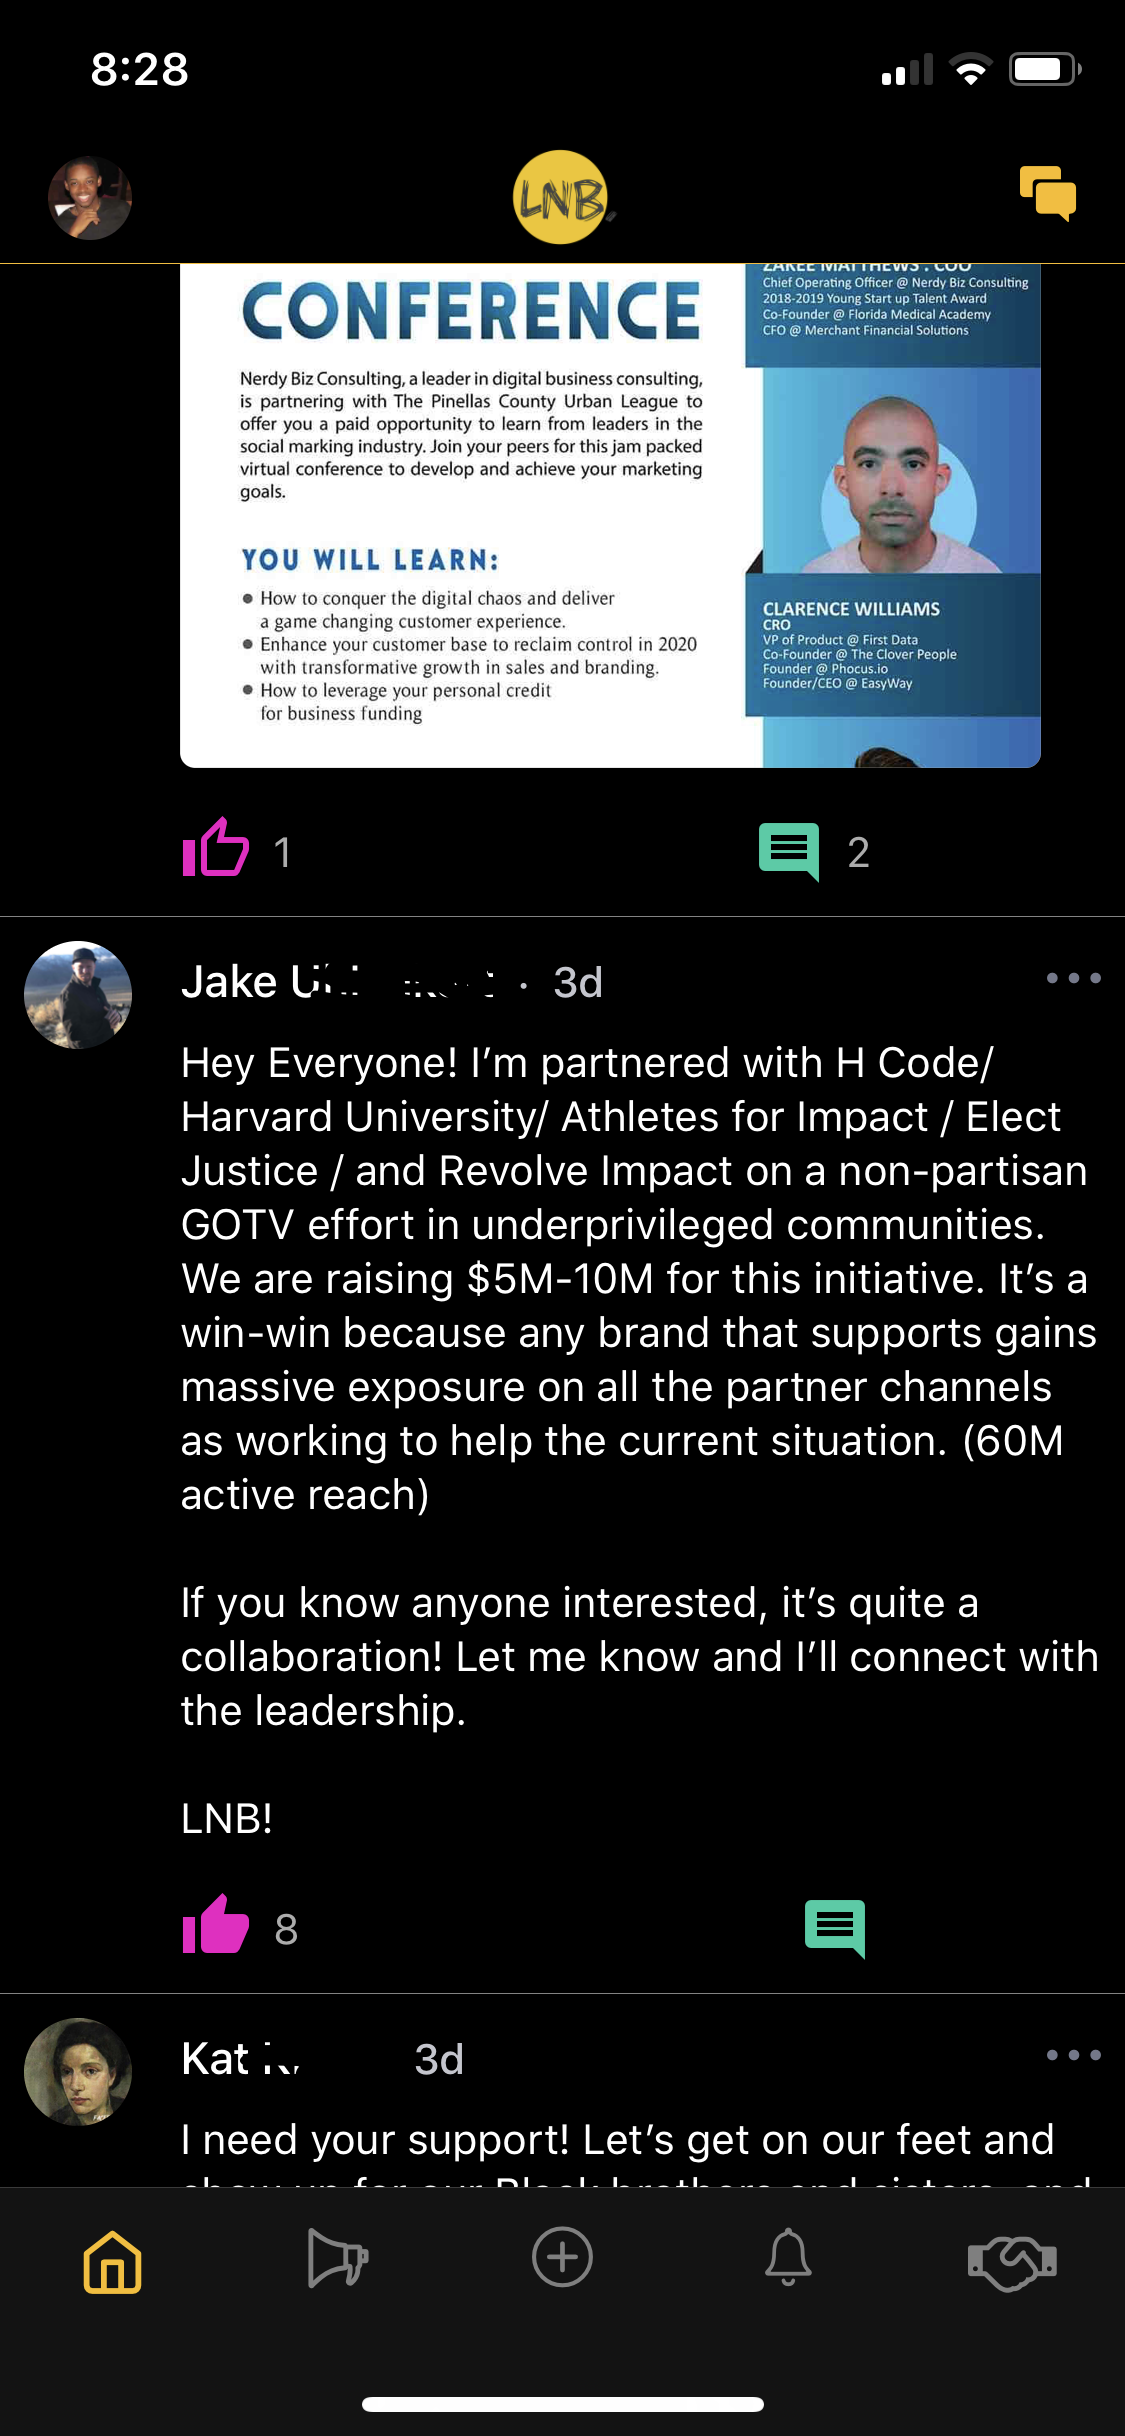 8:28
LNB.
CONFERENCE
Nerdy Biz Consulting, a leader in digital business consulting,
is partnering with The Pinellas County Urban League to
offer you a paid opportunity to learn from leaders in the
social marking industry. Join your peers for this jam packed
virtual conference to develop and achieve your marketing
goals.
YOU WILL LEARN:
• How to conquer the digital chaos and deliver
a game changing customer experience.
• Enhance your customer base to reclaim control in 2020
with transformative growth in sales and branding.
• How to leverage your personal credit
for business funding
ZAREE MATTHEWS . COO
Chief Operating Officer @ Nerdy Biz Consulting
2018-2019 Young Start up Talent Award
Co-Founder @ Florida Medical Academy
CFO @ Merchant Financial Solutions
CLARENCE WILLIAMS
CRO
VP of Product @ First Data
Co-Founder @ The Clover People
Founder @ Phocus.io
Founder/CEO @ EasyWay
1
2
Jake · 3d
Hey Everyone! I’m partnered with H Code/
Harvard University/ Athletes for Impact / Elect
Justice / and Revolve Impact on a non-partisan
GOTV effort in underprivileged communities.
We are raising $5M-10M for this initiative. It’s a
win-win because any brand that supports gains
massive exposure on all the partner channels
as working to help the current situation. (60M
active reach)
If you know anyone interested, it’s quite a
collaboration! Let me know and I’ll connect with
the leadership.
LNB!
8
Kat 3d
I need your support! Let’s get on our feet and
show up for our Black brothers and sisters, and